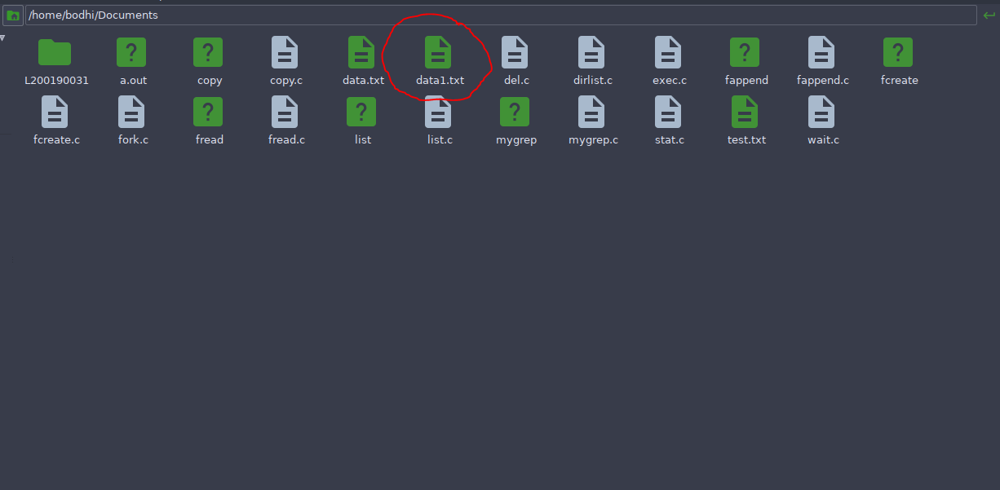 /home/bodhi/Documents
L200190031 a.out copy copy.c data.txt data1.txt del.c dirlist.c exec.c fappend fappend.c fcreate
fcreate.c fork.c fread fread.c list list.c mygrep mygrep.c stat.c test.txt wait.c